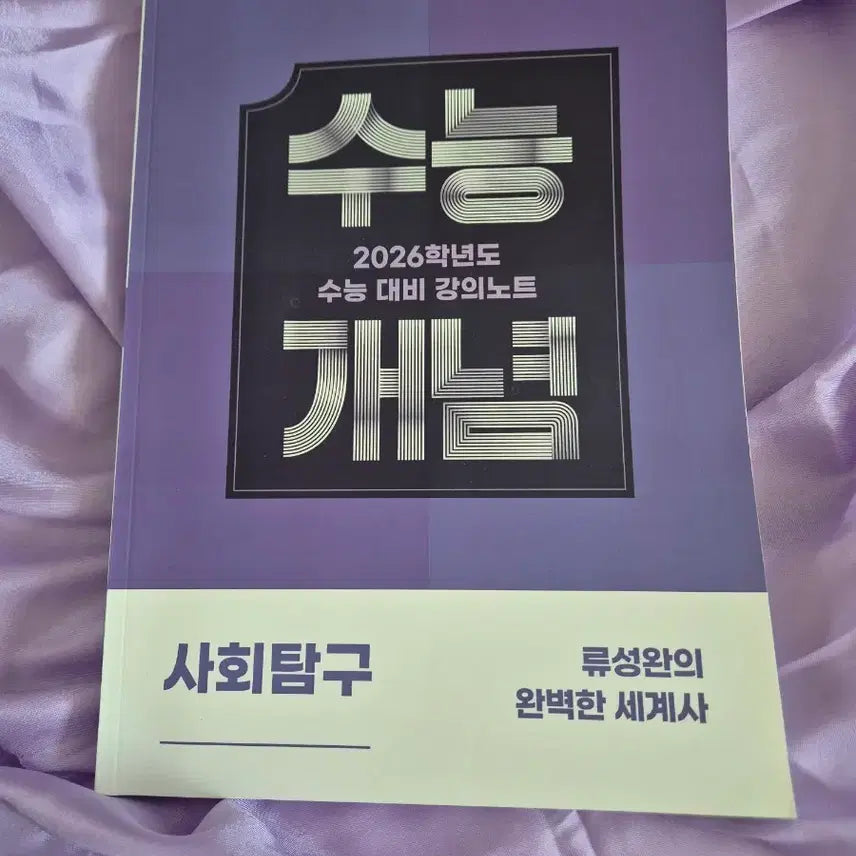 수능
2026학년도
수능 대비 강의노트
개념
사회탐구
류성완의
완벽한 세계사